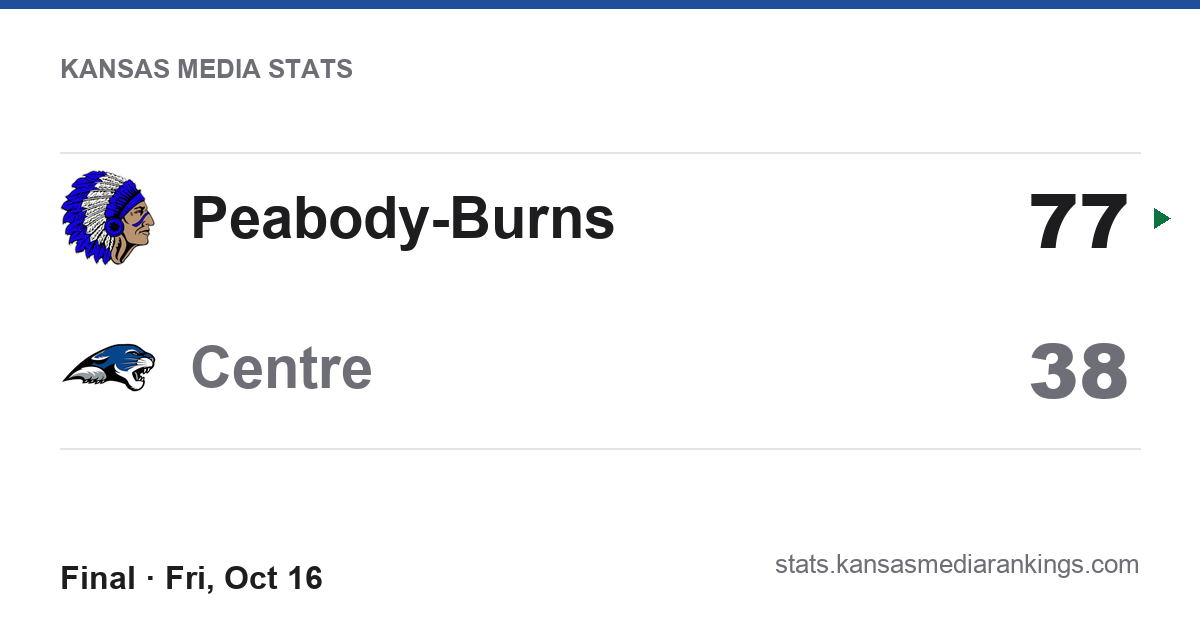 KANSAS MEDIA STATS
Peabody-Burns 77
Centre 38
Final · Fri, Oct 16
stats.kansasmediarankings.com